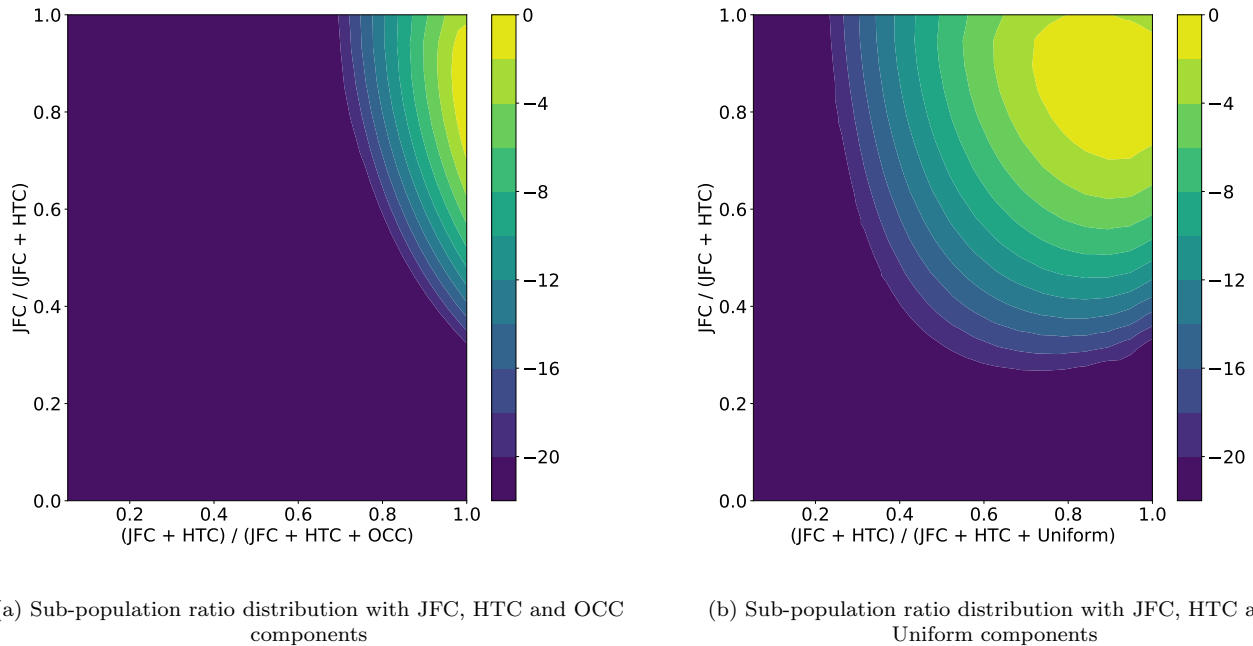 1.0
0.8
0.6
0.4
0.2
0.0
JFC / (JFC + HTC)
0.2 0.4 0.6 0.8 1.0
(JFC + HTC) / (JFC + HTC + OCC)
0
−4
−8
−12
−16
−20
1.0
0.8
0.6
0.4
0.2
0.0
JFC / (JFC + HTC)
0.2 0.4 0.6 0.8 1.0
(JFC + HTC) / (JFC + HTC + Uniform)
0
−4
−8
−12
−16
−20
a) Sub-population ratio distribution with JFC, HTC and OCC
components
(b) Sub-population ratio distribution with JFC, HTC a
Uniform components